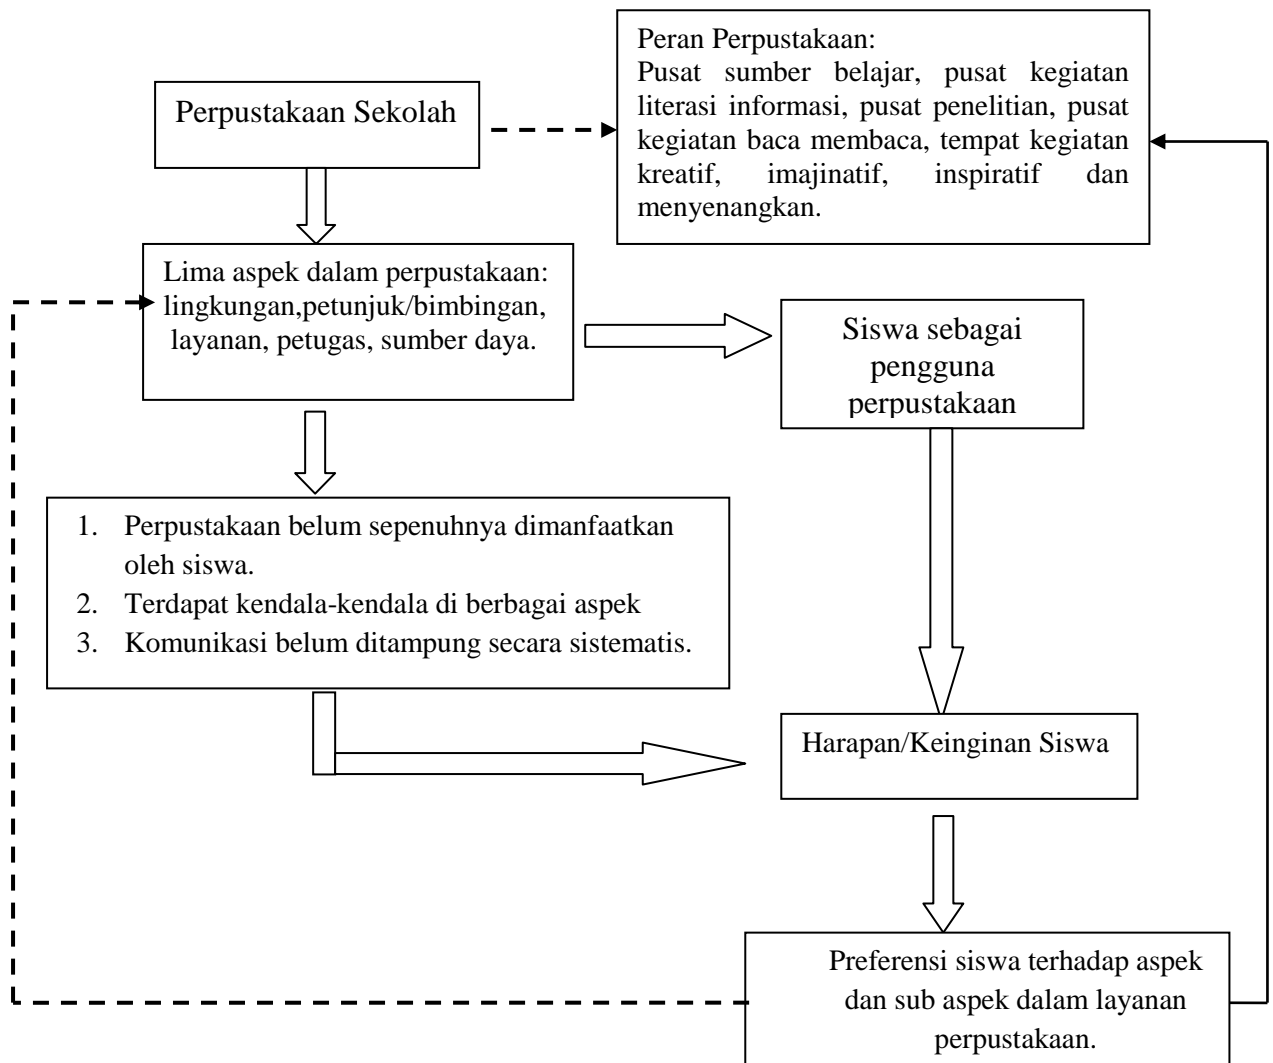 Peran Perpustakaan:
Pusat sumber belajar, pusat kegiatan
literasi informasi, pusat penelitian, pusat
kegiatan baca membaca, tempat kegiatan
kreatif, imajinatif, inspiratif dan
menyenangkan.
Perpustakaan Sekolah
Lima aspek dalam perpustakaan:
lingkungan,petunjuk/bimbingan,
layanan, petugas, sumber daya.
Siswa sebagai
pengguna
perpustakaan
1. Perpustakaan belum sepenuhnya dimanfaatkan
oleh siswa.
2. Terdapat kendala-kendala di berbagai aspek
3. Komunikasi belum ditampung secara sistematis.
Harapan/Keinginan Siswa
Preferensi siswa terhadap aspek
dan sub aspek dalam layanan
perpustakaan.